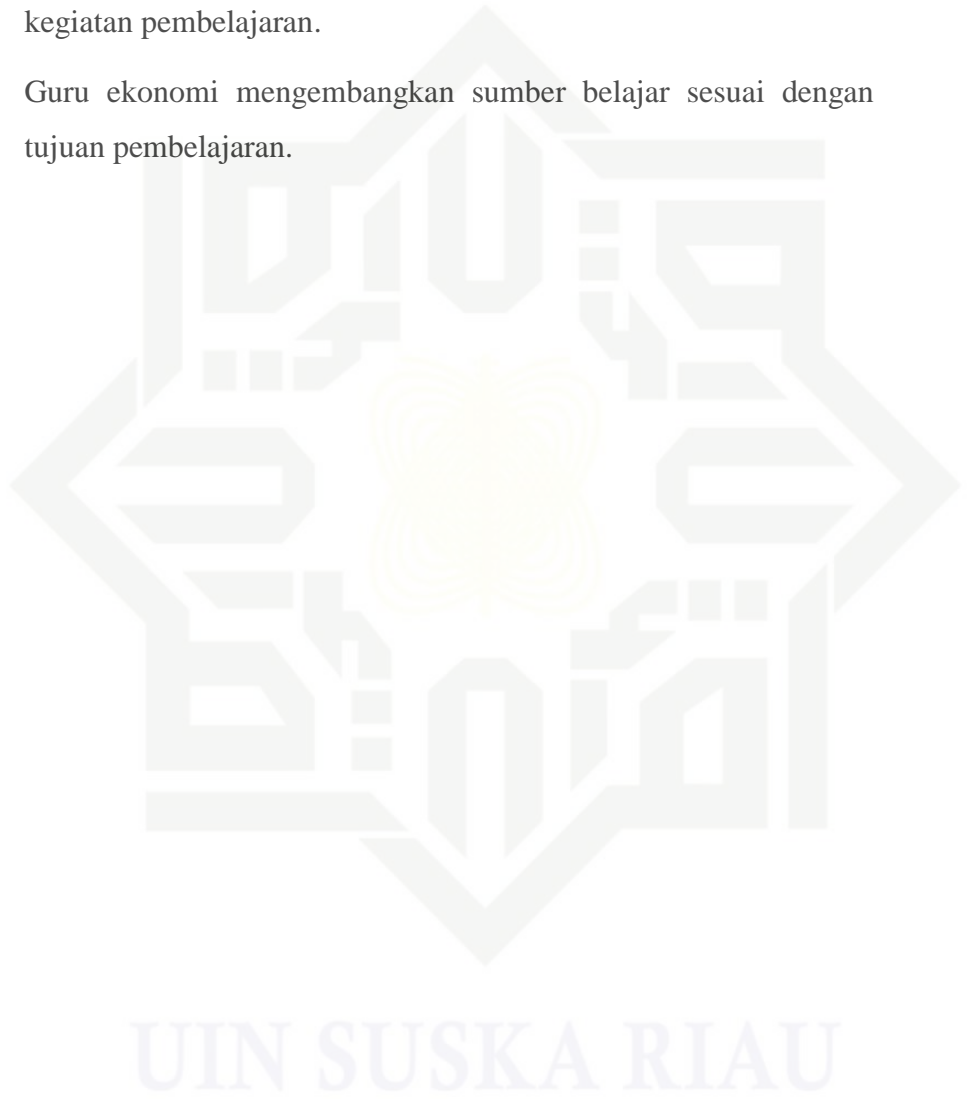 kegiatan pembelajaran.
Guru ekonomi mengembangkan sumber belajar sesuai dengan
tujuan pembelajaran.
UIN SUSKA RIAU